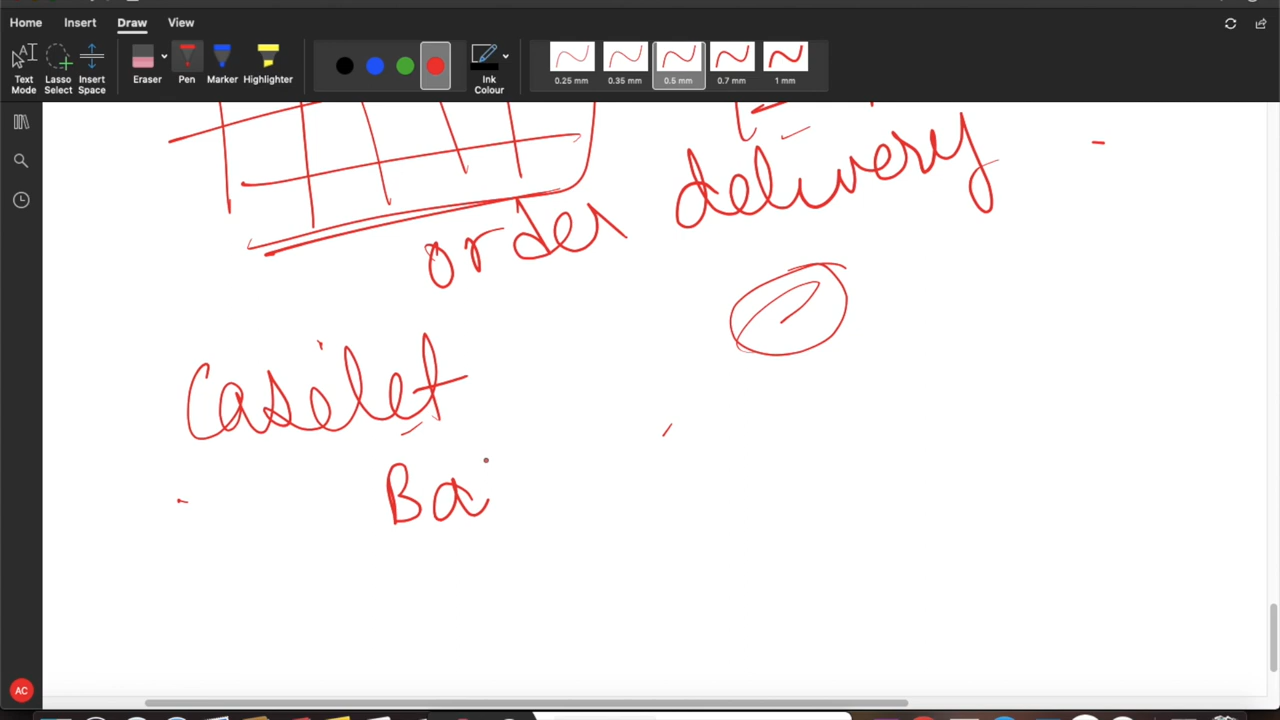 Home Insert Draw View
Text Mode Lasso Select Insert Space Eraser Pen Marker Highlighter Ink Colour 0.25 mm 0.35 mm 0.5 mm 0.7 mm 1 mm
delivery
order
Caselet
Ba
AC